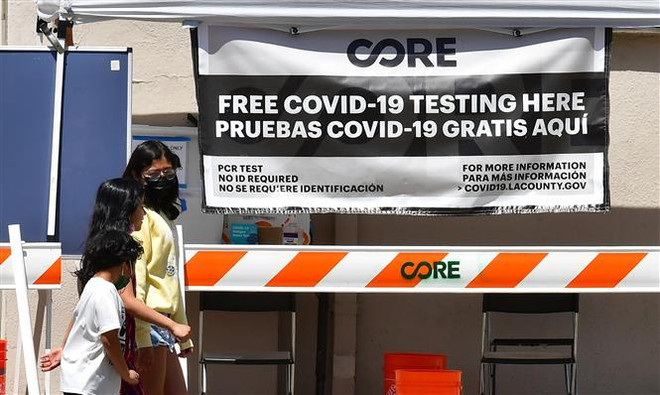 CORE
FREE COVID-19 TESTING HERE
PRUEBAS COVID-19 GRATIS AQUÍ
PCR TEST
NO ID REQUIRED
NO SE REQUIERE IDENTIFICACIÓN
FOR MORE INFORMATION
PARA MÁS INFORMACIÓN
> COVID19.LACOUNTY.GOV
ONLY
CORE